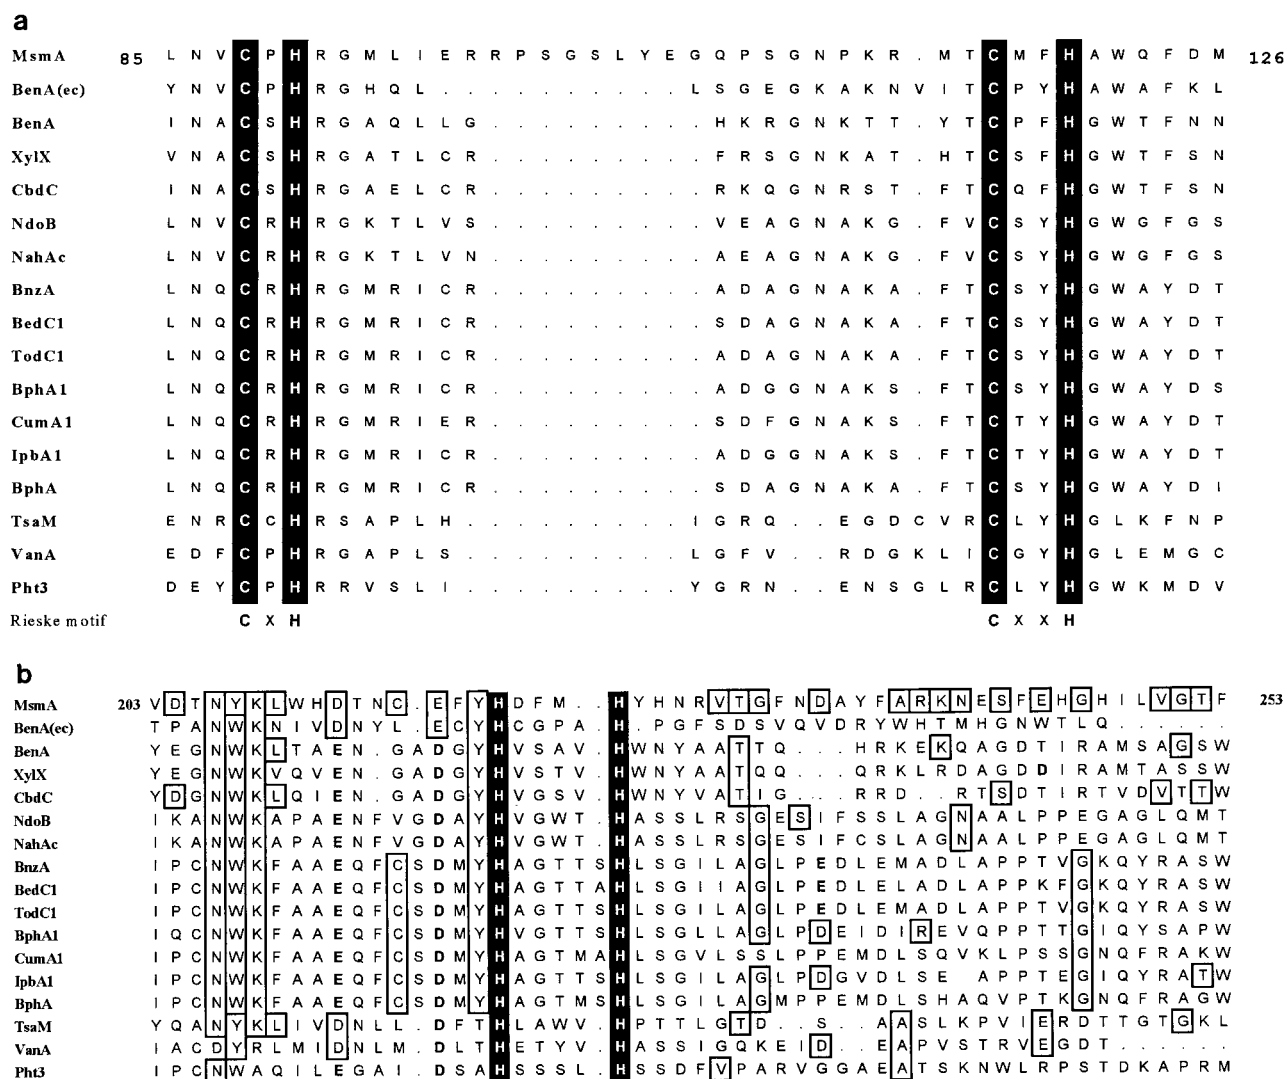 a
MsmA 85 L N V C P H R G M L I E R R P S G S L Y E G Q P S G N P K R . M T C M F H A W Q F D M 126
BenA(ec) Y N V C P H R G H Q L . . . . . . . . . . L S G E G K A K N V I T C P Y H A W A F K L
BenA I N A C S H R G A Q L L G . . . . . . . . . H K R G N K T T . Y T C P F H G W T F N N
XylX V N A C S H R G A T L C R . . . . . . . . . F R S G N K A T . H T C S F H G W T F S N
CbdC I N A C S H R G A E L C R . . . . . . . . . R K Q G N R S T . F T C Q F H G W T F S N
NdoB L N V C R H R G K T L V S . . . . . . . . . V E A G N A K G . F V C S Y H G W G F G S
NahAc L N V C R H R G K T L V N . . . . . . . . . A E A G N A K G . F V C S Y H G W G F G S
BnzA L N Q C R H R G M R I C R . . . . . . . . . A D A G N A K A . F T C S Y H G W A Y D T
BedC1 L N Q C R H R G M R I C R . . . . . . . . . S D A G N A K A . F T C S Y H G W A Y D T
TodC1 L N Q C R H R G M R I C R . . . . . . . . . A D A G N A K A . F T C S Y H G W A Y D T
BphA1 L N Q C R H R G M R I C R . . . . . . . . . A D G G N A K S . F T C S Y H G W A Y D S
CumA1 L N Q C R H R G M R I E R . . . . . . . . . S D F G N A K S . F T C T Y H G W A Y D T
IpbA1 L N Q C R H R G M R I C R . . . . . . . . . A D G G N A K S . F T C T Y H G W A Y D T
BphA L N Q C R H R G M R I C R . . . . . . . . . S D A G N A K A . F T C S Y H G W A Y D I
TsaM E N R C C H R S A P L H . . . . . . . . . I G R Q . . E G D C V R C L Y H G L K F N P
VanA E D F C P H R G A P L S . . . . . . . . . L G F V . . R D G K L I C G Y H G L E M G C
Pht3 D E Y C P H R R V S L I . . . . . . . . . Y G R N . . E N S G L R C L Y H G W K M D V
Rieske motif C X H C X X H
b
MsmA 203 V D T N Y K L W H D T N C . E F Y H D F M . . H Y H N R V T G F N D A Y F A R K N E S F E H G H I L V G T F 253
BenA(ec) T P A N W K N I V D N Y L . E C Y H C G P A . H . P G F S D S V Q V D R Y W H T M H G N W T L Q . . . . . .
BenA Y E G N W K L T A E N . G A D G Y H V S A V . H W N Y A A T T Q . . . H R K E K Q A G D T I R A M S A G S W
XylX Y E G N W K V Q V E N . G A D G Y H V S T V . H W N Y A A T Q Q . . . Q R K L R D A G D D I R A M T A S S W
CbdC Y D G N W K L Q I E N . G A D G Y H V G S V . H W N Y V A T I G . . . R R D . . R T S D T I R T V D V T T W
NdoB I K A N W K A P A E N F V G D A Y H V G W T . H A S S L R S G E S I F S S L A G N A A L P P E G A G L Q M T
NahAc I K A N W K A P A E N F V G D A Y H V G W T . H A S S L R S G E S I F C S L A G N A A L P P E G A G L Q M T
BnzA I P C N W K F A A E Q F C S D M Y H A G T T S H L S G I L A G L P E D L E M A D L A P P T V G K Q Y R A S W
BedC1 I P C N W K F A A E Q F C S D M Y H A G T T A H L S G I I A G L P E D L E L A D L A P P K F G K Q Y R A S W
TodC1 I P C N W K F A A E Q F C S D M Y H A G T T S H L S G I L A G L P E D L E M A D L A P P T V G K Q Y R A S W
BphA1 I Q C N W K F A A E Q F C S D M Y H V G T T S H L S G L L A G L P D E I D I R E V Q P P T T G I Q Y S A P W
CumA1 I P C N W K F A A E Q F C S D M Y H A G T M A H L S G V L S S L P P E M D L S Q V K L P S S G N Q F R A K W
IpbA1 I P C N W K F A A E Q F C S D M Y H A G T T S H L S G I L A G L P D G V D L S E A P P T E G I Q Y R A T W
BphA I P C N W K F A A E Q F C S D M Y H A G T M S H L S G I L A G M P P E M D L S H A Q V P T K G N Q F R A G W
TsaM Y Q A N Y K L I V D N L L . D F T H L A W V . H P T T L G T D . . S . . A A S L K P V I E R D T T G T G K L
VanA I A C D Y R L M I D N L M . D L T H E T Y V . H A S S I G Q K E I D . . E A P V S T R V E G D T . . . . . .
Pht3 I P C N W A Q I L E G A I . D S A H S S S L . H S S D F V P A R V G G A E A T S K N W L R P S T D K A P R M